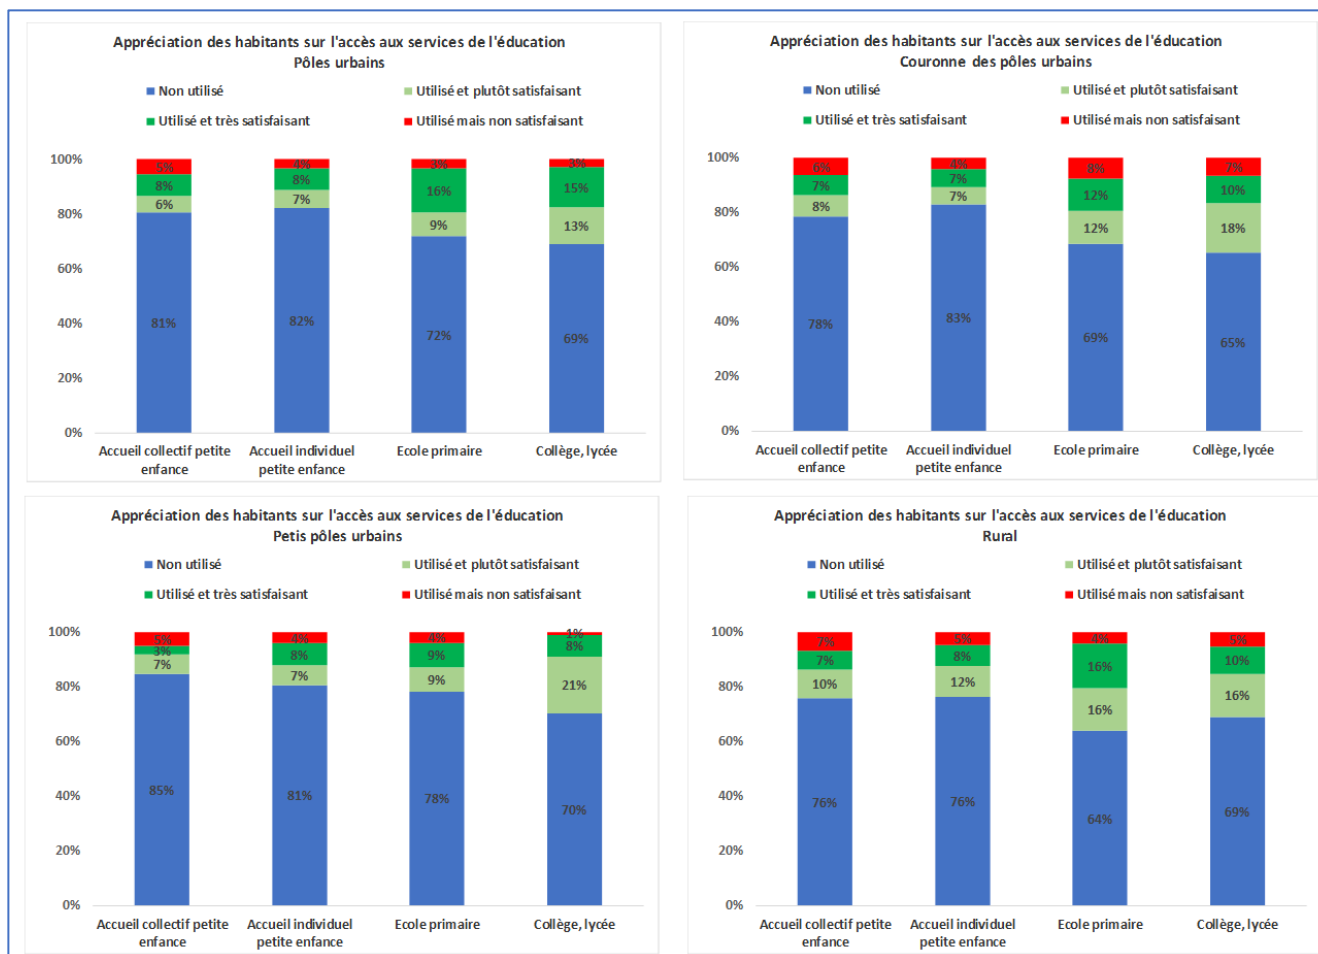 Appréciation des habitants sur l'accès aux services de l'éducation
Pôles urbains
Non utilisé
Utilisé et plutôt satisfaisant
Utilisé et très satisfaisant
Utilisé mais non satisfaisant
100%
5%
4%
3%
3%
8%
8%
16%
15%
80%
6%
7%
9%
13%
60%
40%
81%
82%
72%
69%
20%
0%
Accueil collectif petite
enfance
Accueil individuel
petite enfance
Ecole primaire
Collège, lycée
Appréciation des habitants sur l'accès aux services de l'éducation
Couronne des pôles urbains
Non utilisé
Utilisé et plutôt satisfaisant
Utilisé et très satisfaisant
Utilisé mais non satisfaisant
100%
6%
4%
8%
7%
7%
7%
12%
10%
80%
8%
7%
12%
18%
60%
40%
78%
83%
69%
65%
20%
0%
Accueil collectif petite
enfance
Accueil individuel
petite enfance
Ecole primaire
Collège, lycée
Appréciation des habitants sur l'accès aux services de l'éducation
Petis pôles urbains
Non utilisé
Utilisé et plutôt satisfaisant
Utilisé et très satisfaisant
Utilisé mais non satisfaisant
100%
5%
4%
4%
1%
3%
8%
9%
8%
80%
7%
7%
9%
21%
60%
40%
85%
81%
78%
70%
20%
0%
Accueil collectif petite
enfance
Accueil individuel
petite enfance
Ecole primaire
Collège, lycée
Appréciation des habitants sur l'accès aux services de l'éducation
Rural
Non utilisé
Utilisé et plutôt satisfaisant
Utilisé et très satisfaisant
Utilisé mais non satisfaisant
100%
7%
5%
4%
5%
7%
8%
16%
10%
80%
10%
12%
16%
16%
60%
40%
76%
76%
64%
69%
20%
0%
Accueil collectif petite
enfance
Accueil individuel
petite enfance
Ecole primaire
Collège, lycée